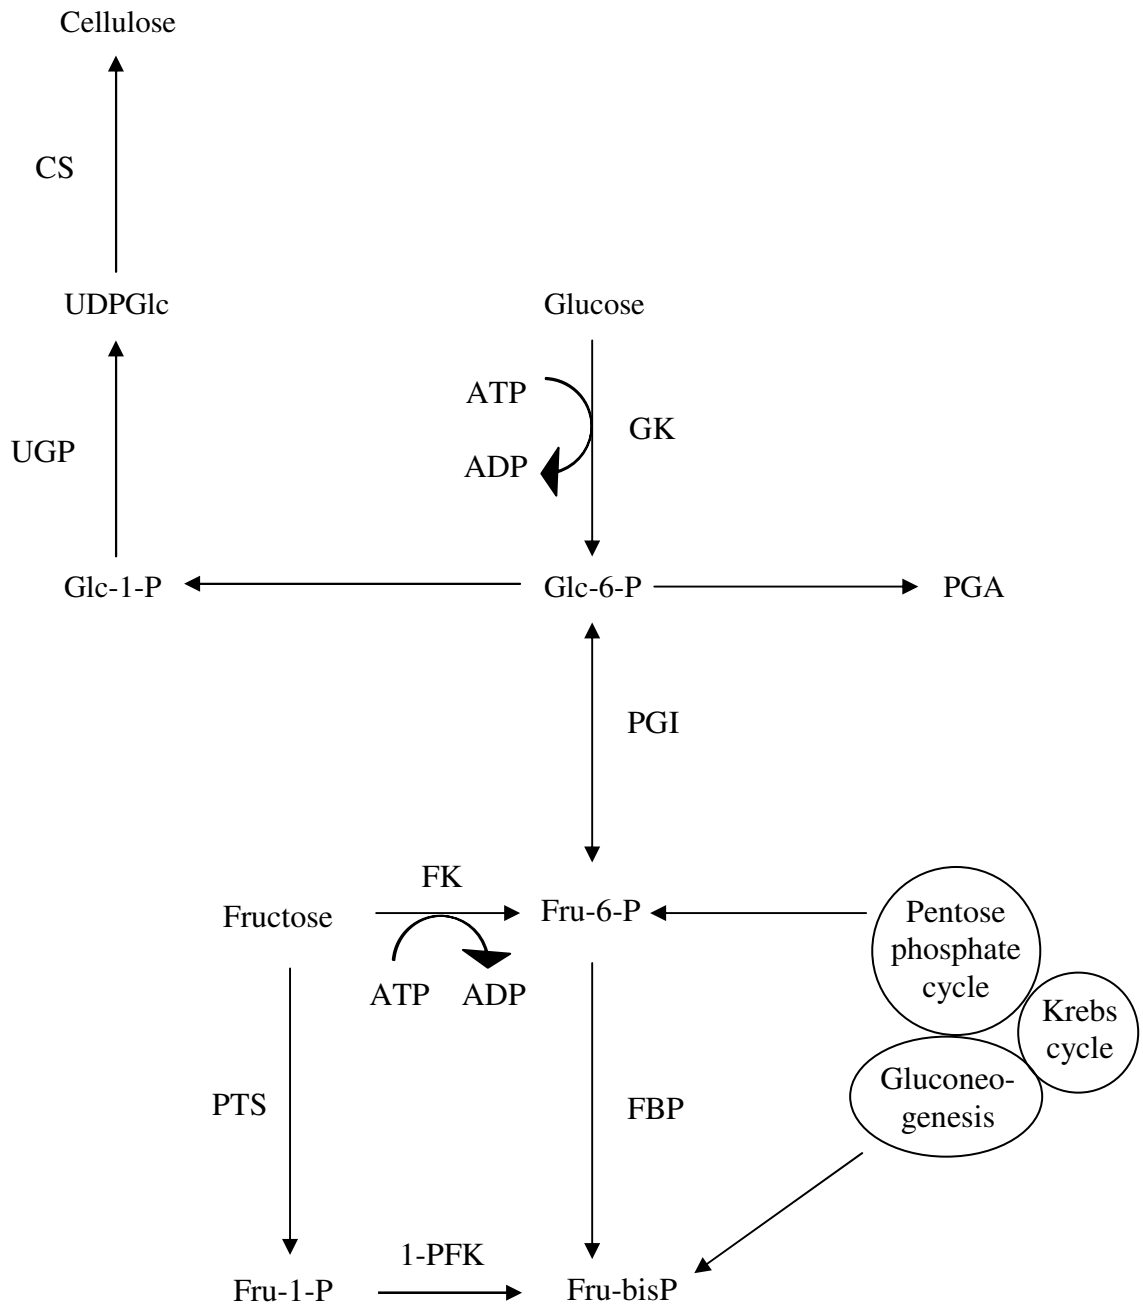 Cellulose
CS
UDPGlc
Glucose
ATP
GK
UGP
ADP
Glc-1-P
Glc-6-P
PGA
PGI
FK
Fructose
Fru-6-P
Pentose
phosphate
cycle
ATP
ADP
Krebs
cycle
Gluconeo-
genesis
PTS
FBP
1-PFK
Fru-1-P
Fru-bisP